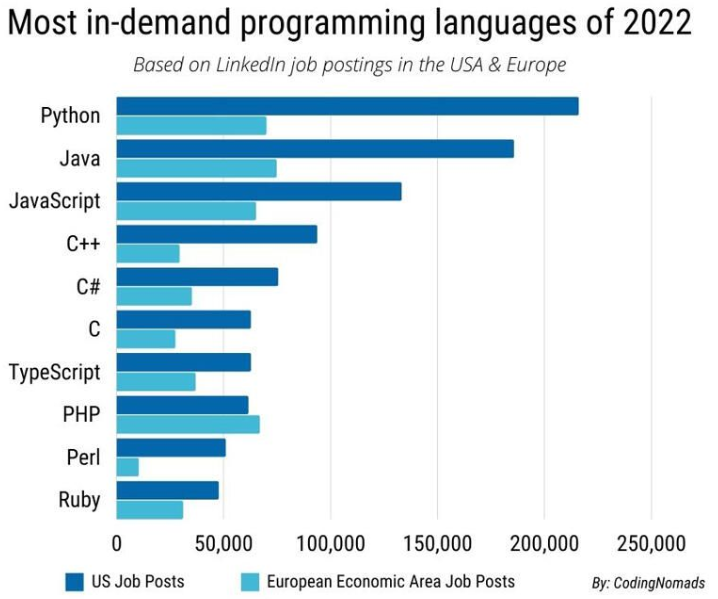 Most in-demand programming languages of 2022
Based on LinkedIn job postings in the USA & Europe
Python
Java
JavaScript
C++
C#
C
TypeScript
PHP
Perl
Ruby
0 50,000 100,000 150,000 200,000 250,000
US Job Posts European Economic Area Job Posts By: CodingNomads